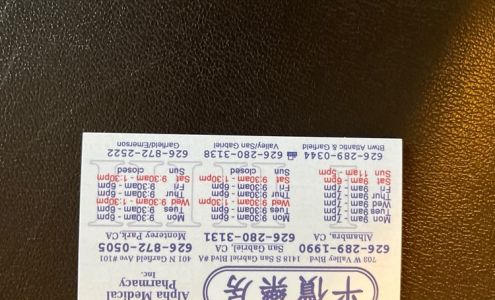 平價藥房
Alpha Medical
Pharmacy
Inc.
703 W Valley Blvd
Alhambra, CA
626-289-1990
Mon 9am - 7pm
Tues 9am - 7pm
Wed 9am - 7pm
Thur 9am - 7pm
Fri 9am - 7pm
Sat 9am - 6pm
Sun 11am - 5pm
626-289-0344
Btwn Atlantic & Garfield
1418 S San Gabriel Blvd #A
San Gabriel, CA
626-280-3131
Mon 9:30am - 6pm
Tues 9:30am - 6pm
Wed 9:30am - 1:30pm
Thur 9:30am - 6pm
Fri 9:30am - 6pm
Sat 9:30am - 1:30pm
Sun closed
626-280-3138
Valley/San Gabriel
401 N Garfield Ave #101
Monterey Park, CA
626-872-0505
Mon 9:30am - 6pm
Tues 9:30am - 6pm
Wed 9:30am - 1:30pm
Thur 9:30am - 6pm
Fri 9:30am - 6pm
Sat 9:30am - 1:30pm
Sun closed
626-872-2522
Garfield/Emerson